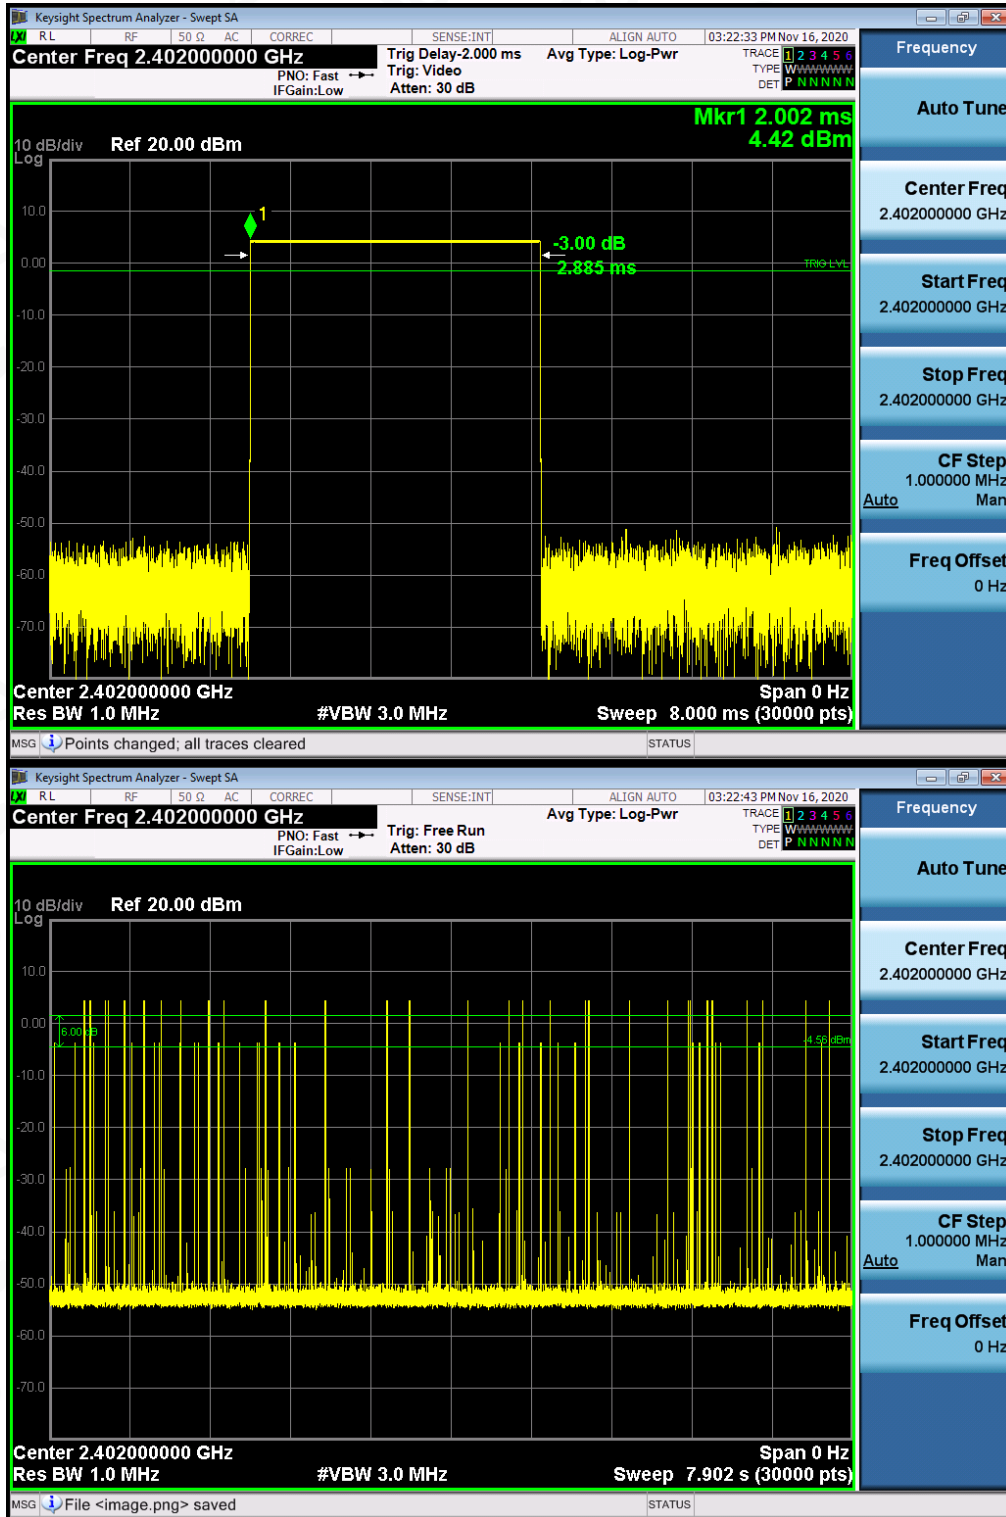 Keysight Spectrum Analyzer - Swept SA
LXI RL RF 50 Ω AC CORREC SENSE:INT ALIGN AUTO 03:22:33 PM Nov 16, 2020
Center Freq 2.402000000 GHz
Trig Delay-2.000 ms Avg Type: Log-Pwr
PNO: Fast Trig: Video
IFGain:Low Atten: 30 dB
TRACE 1 2 3 4 5 6
TYPE WWWWWW
DET P N N N N N
Mkr1 2.002 ms
4.42 dBm
10 dB/div Ref 20.00 dBm
Log
10.0
1
-3.00 dB
2.885 ms
0.00
TRIG LVL
-10.0
-20.0
-30.0
-40.0
-50.0
-60.0
-70.0
Center 2.402000000 GHz Span 0 Hz
Res BW 1.0 MHz #VBW 3.0 MHz Sweep 8.000 ms (30000 pts)
MSG Points changed; all traces cleared STATUS
Frequency
Auto Tune
Center Freq
2.402000000 GHz
Start Freq
2.402000000 GHz
Stop Freq
2.402000000 GHz
CF Step
1.000000 MHz
Auto Man
Freq Offset
0 Hz
Keysight Spectrum Analyzer - Swept SA
LXI RL RF 50 Ω AC CORREC SENSE:INT ALIGN AUTO 03:22:43 PM Nov 16, 2020
Center Freq 2.402000000 GHz
Avg Type: Log-Pwr
PNO: Fast Trig: Free Run
IFGain:Low Atten: 30 dB
TRACE 1 2 3 4 5 6
TYPE WWWWWW
DET P N N N N N
10 dB/div Ref 20.00 dBm
Log
10.0
0.00
6.00 dB
-4.56 dBm
-10.0
-20.0
-30.0
-40.0
-50.0
-60.0
-70.0
Center 2.402000000 GHz Span 0 Hz
Res BW 1.0 MHz #VBW 3.0 MHz Sweep 7.902 s (30000 pts)
MSG File <image.png> saved STATUS
Frequency
Auto Tune
Center Freq
2.402000000 GHz
Start Freq
2.402000000 GHz
Stop Freq
2.402000000 GHz
CF Step
1.000000 MHz
Auto Man
Freq Offset
0 Hz